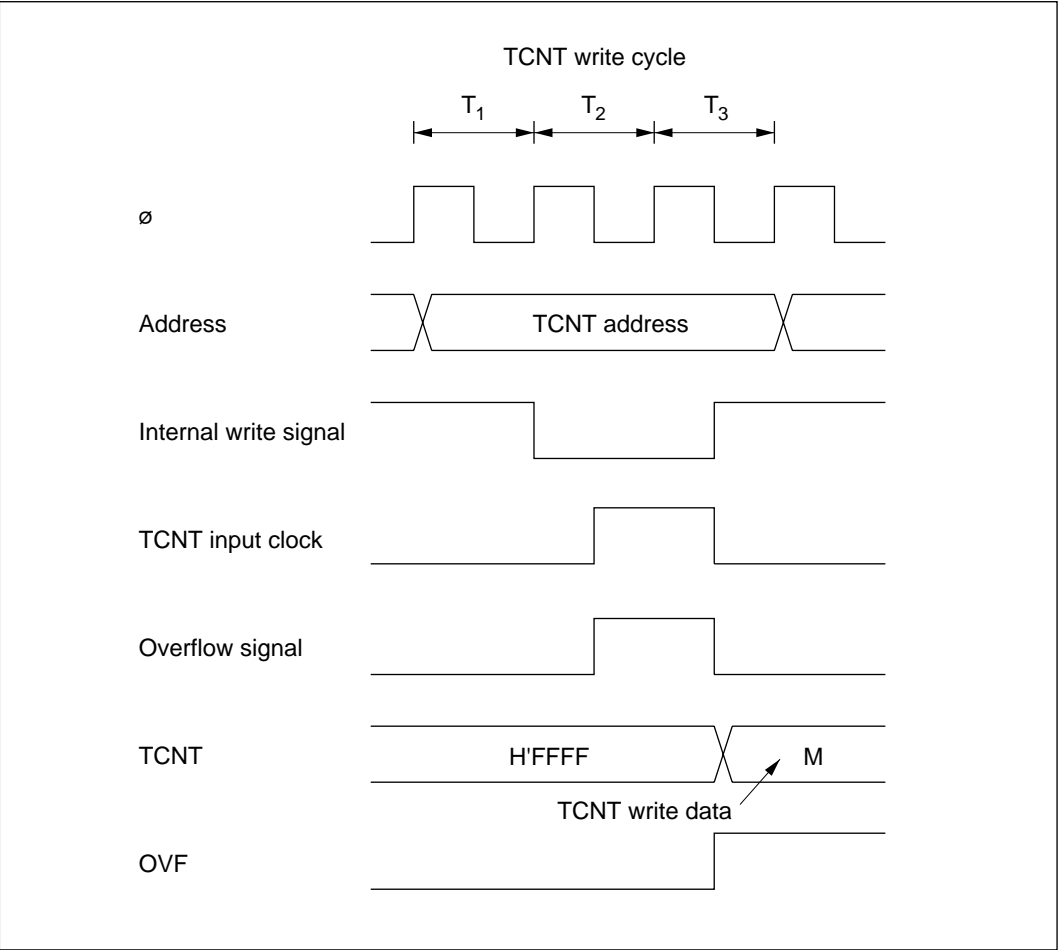 TCNT write cycle
T1 T2 T3
ø
Address
TCNT address
Internal write signal
TCNT input clock
Overflow signal
TCNT
H'FFFF
M
TCNT write data
OVF